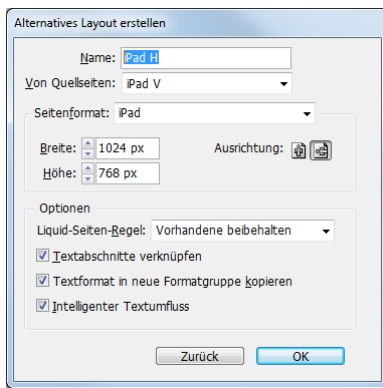 Alternatives Layout erstellen
Name: iPad H
Von Quellseiten: iPad V
Seitenformat: iPad
Breite: 1024 px Ausrichtung:
Höhe: 768 px
Optionen
Liquid-Seiten-Regel: Vorhandene beibehalten
Textabschnitte verknüpfen
Textformat in neue Formatgruppe kopieren
Intelligenter Textumfluss
Zurück OK